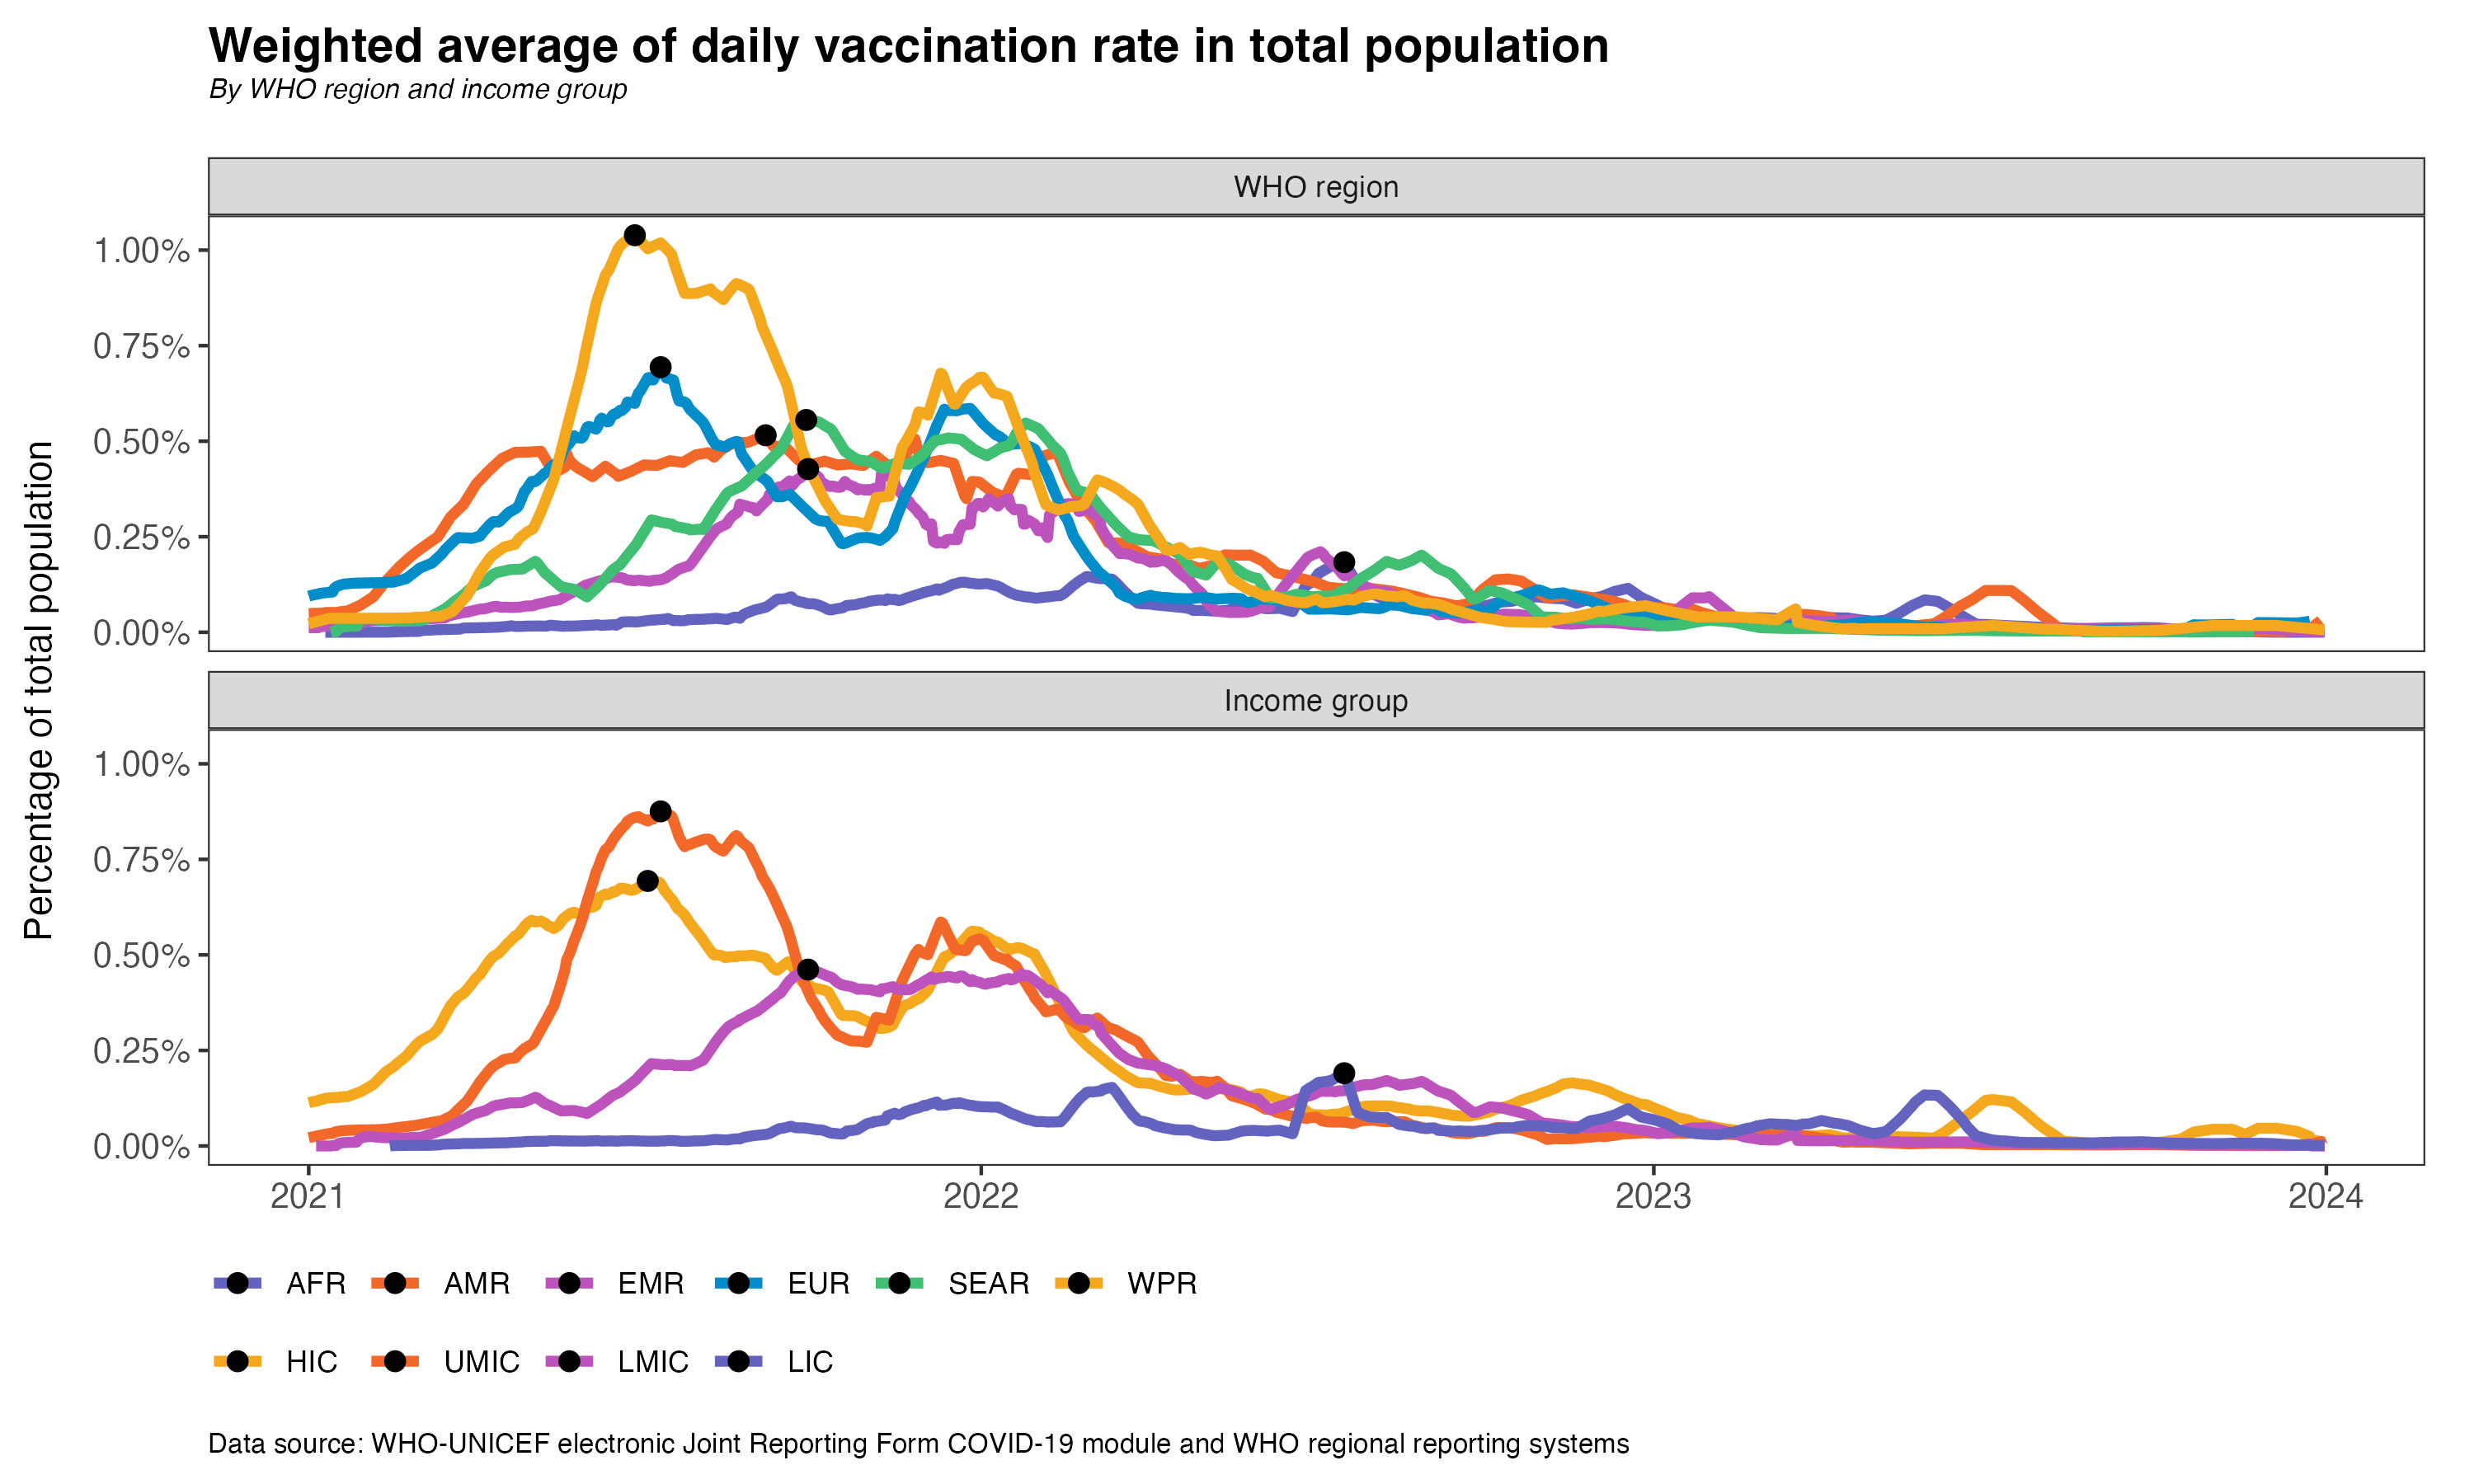 Weighted average of daily vaccination rate in total population
By WHO region and income group
WHO region
1.00%
0.75%
0.50%
0.25%
0.00%
Percentage of total population
Income group
1.00%
0.75%
0.50%
0.25%
0.00%
2021 2022 2023 2024
AFR AMR EMR EUR SEAR WPR
HIC UMIC LMIC LIC
Data source: WHO-UNICEF electronic Joint Reporting Form COVID-19 module and WHO regional reporting systems